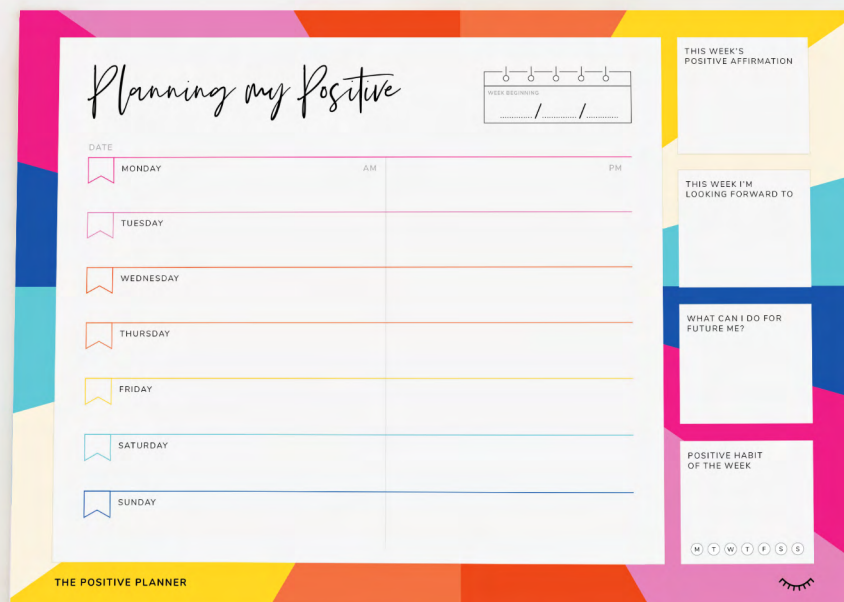 Planning my Positive
WEEK BEGINNING
/ /
DATE
MONDAY AM PM
TUESDAY
WEDNESDAY
THURSDAY
FRIDAY
SATURDAY
SUNDAY
THIS WEEK'S
POSITIVE AFFIRMATION
THIS WEEK I'M
LOOKING FORWARD TO
WHAT CAN I DO FOR
FUTURE ME?
POSITIVE HABIT
OF THE WEEK
M T W T F S S
THE POSITIVE PLANNER